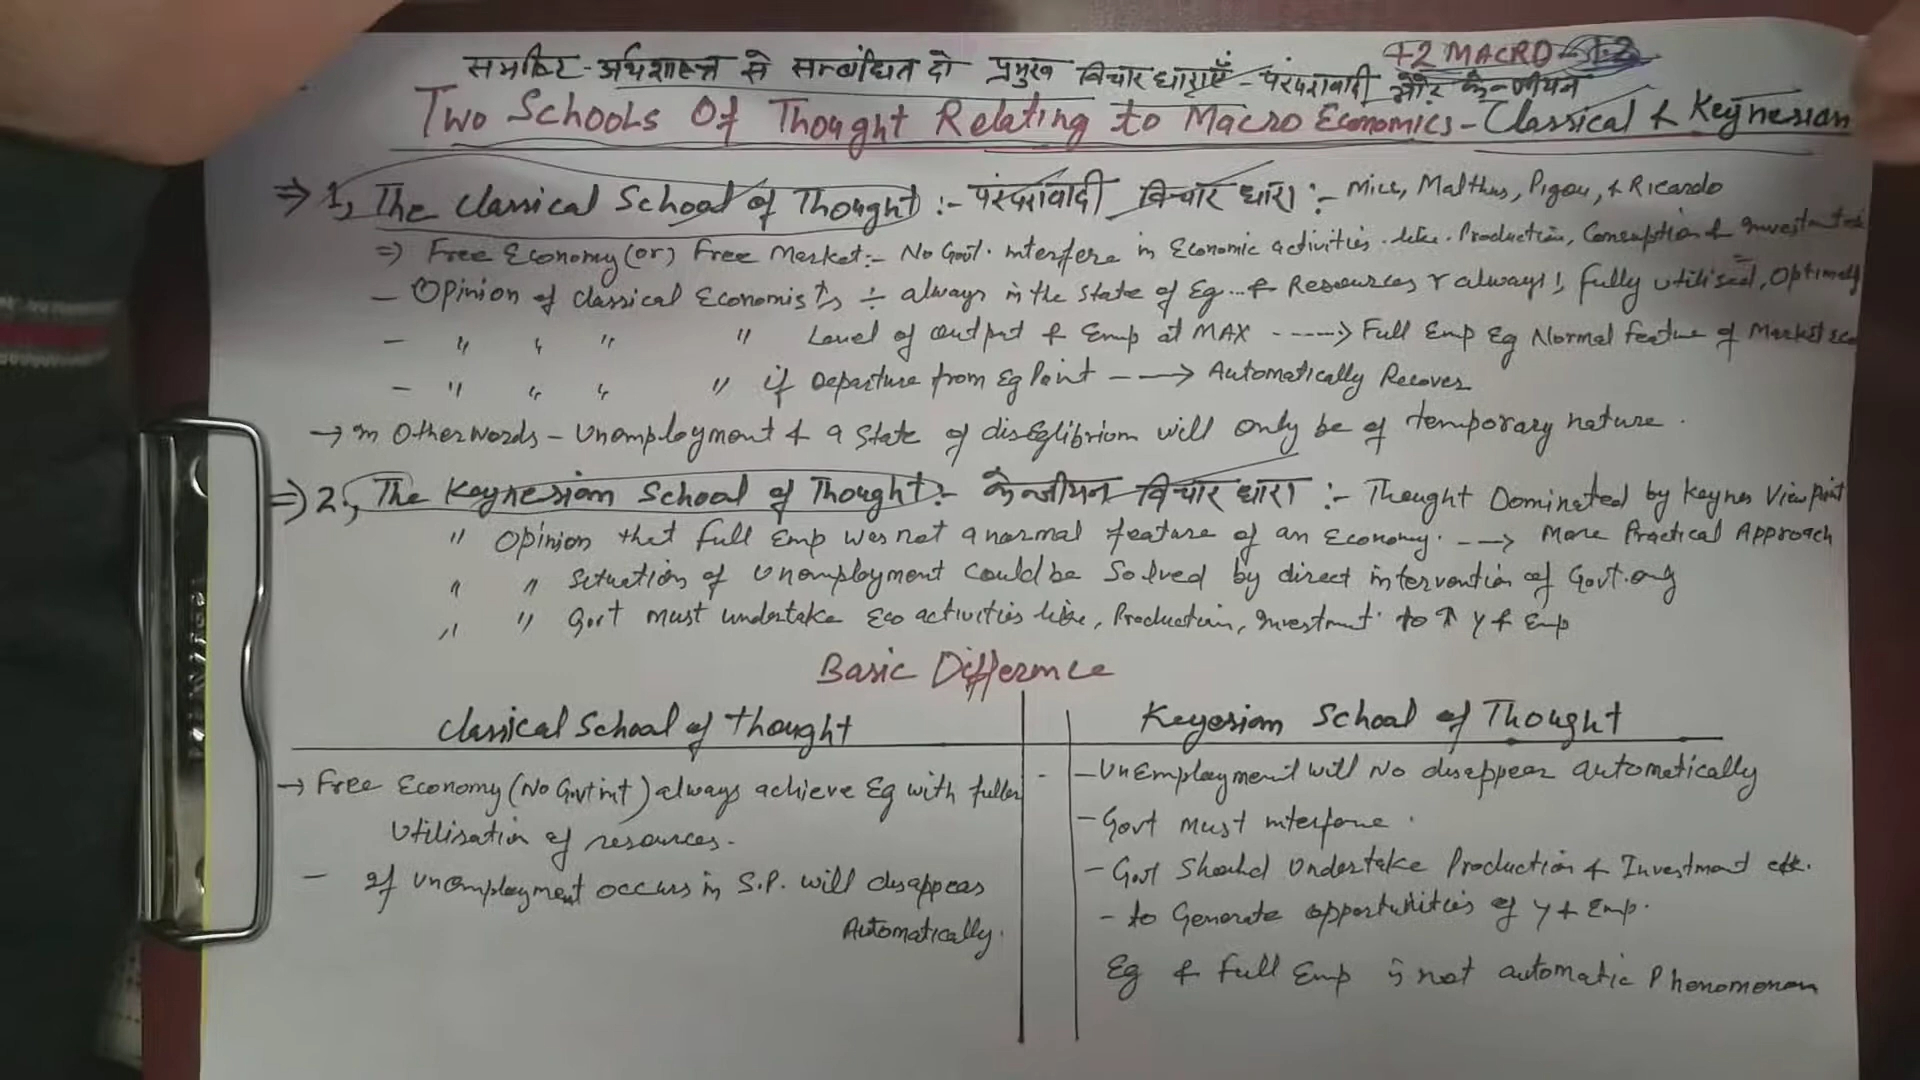 +2 MACRO
समष्टि-अर्थशास्त्र से सम्बंधित दो प्रमुख विचार धाराएँ - परंपरावादी और केन्जीयन
Two Schools Of Thought Relating to Macro Economics - Classical & Keynesian
⇒ 1, The Classical School of Thought :- परंपरावादी विचार धारा :- Mill, Malthus, Pigou, & Ricardo
⇒ Free Economy (or) Free Market :- No Govt. interfere in Economic activities like Production, Consumption & Investment
- Opinion of Classical Economists ÷ always in the State of Eq... & Resources r always fully utilised, Optimely
- " " " " Level of output & Emp at MAX -----> Full Emp Eq Normal feature of Market eco
- " " " " if Departure from Eq Point ---> Automatically Recover
→ In Other words - Unemployment & a State of disEqlibrium will only be of temporary nature.
⇒ 2, The Keynesian School of Thought :- केन्जीयन विचार धारा :- Thought Dominated by Keynes View Point
" Opinion that full Emp was not a normal feature of an Economy. ---> More Practical Approach
" " Situation of Unemployment could be Solved by direct intervention of Govt. only
" " Govt must undertake Eco activities like, Production, Investment to ↑ Y & Emp
Basic Difference
Classical School of thought
→ Free Economy (No Govt int) always achieve Eq with fuller
Utilisation of resources.
- If unemployment occurs in S.P. will disappear
Automatically.
Keyesian School of Thought
- UnEmployment will No disappear automatically
- Govt Must interfare.
- Govt Should Undertake Production & Investment etc.
- to Generate opportunities of Y & Emp.
Eq & full Emp is not automatic Phenomenon